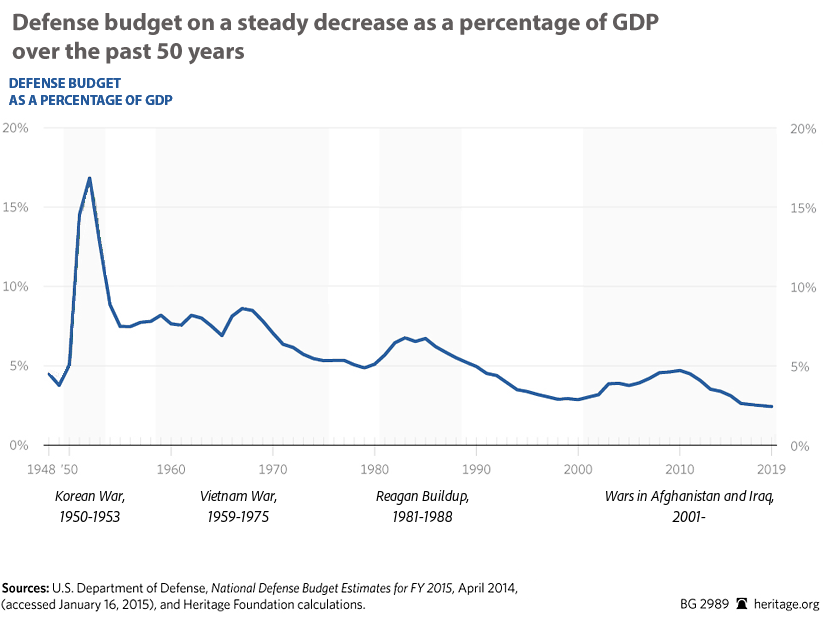 Defense budget on a steady decrease as a percentage of GDP
over the past 50 years
DEFENSE BUDGET
AS A PERCENTAGE OF GDP
20% 20%
15% 15%
10% 10%
5% 5%
0% 0%
1948 '50 1960 1970 1980 1990 2000 2010 2019
Korean War, Vietnam War, Reagan Buildup, Wars in Afghanistan and Iraq,
1950-1953 1959-1975 1981-1988 2001-
Sources: U.S. Department of Defense, National Defense Budget Estimates for FY 2015, April 2014,
(accessed January 16, 2015), and Heritage Foundation calculations. BG 2989 heritage.org